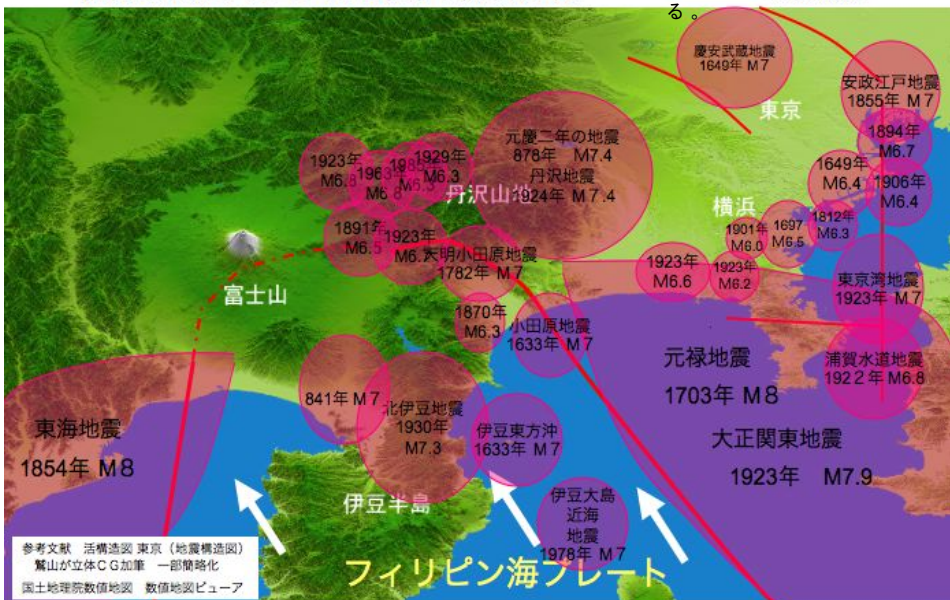 る。
慶安武蔵地震
1649年 M7
安政江戸地震
1855年 M7
東京
1894年
M6.7
元慶二年の地震
878年 M7.4
丹沢地震
1924年 M7.4
1923年
M6.8
1929年
M6.3
丹沢山地
1649年
M6.4
1906年
M6.4
横浜
1901年
M6.0
1697
M6.5
1812年
M6.3
1891年
M6.5
1923年
天明小田原地震
1782年 M7
1923年
M6.6
1923年
M6.2
東京湾地震
1923年 M7
富士山
1870年
M6.3
小田原地震
1633年 M7
元禄地震
1703年 M8
浦賀水道地震
1922年 M6.8
841年 M7
北伊豆地震
1930年
M7.3
伊豆東方沖
1633年 M7
東海地震
1854年 M8
大正関東地震
1923年 M7.9
伊豆半島
伊豆大島
近海
地震
1978年 M7
フィリピン海プレート
参考文献 活構造図 東京（地震構造図）
鷲山が立体CG加筆 一部簡略化
国土地理院数値地図 数値地図ビューア